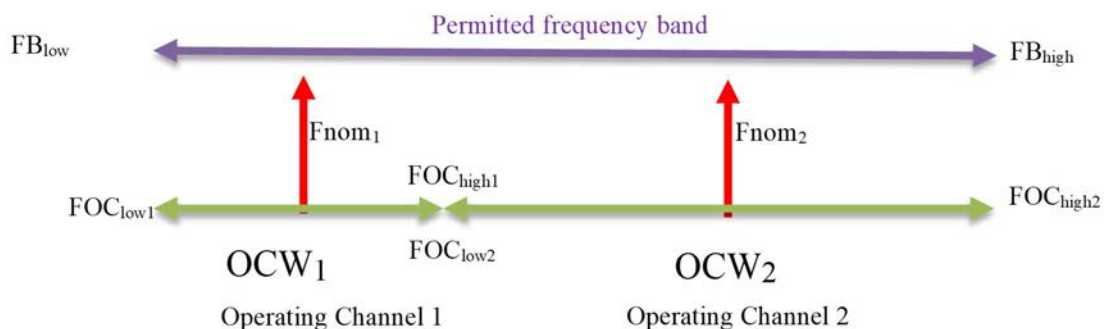 Permitted frequency band
FBlow
FBhigh
Fnom1
Fnom2
FOChigh1
FOClow1
FOChigh2
FOClow2
OCW1
OCW2
Operating Channel 1
Operating Channel 2